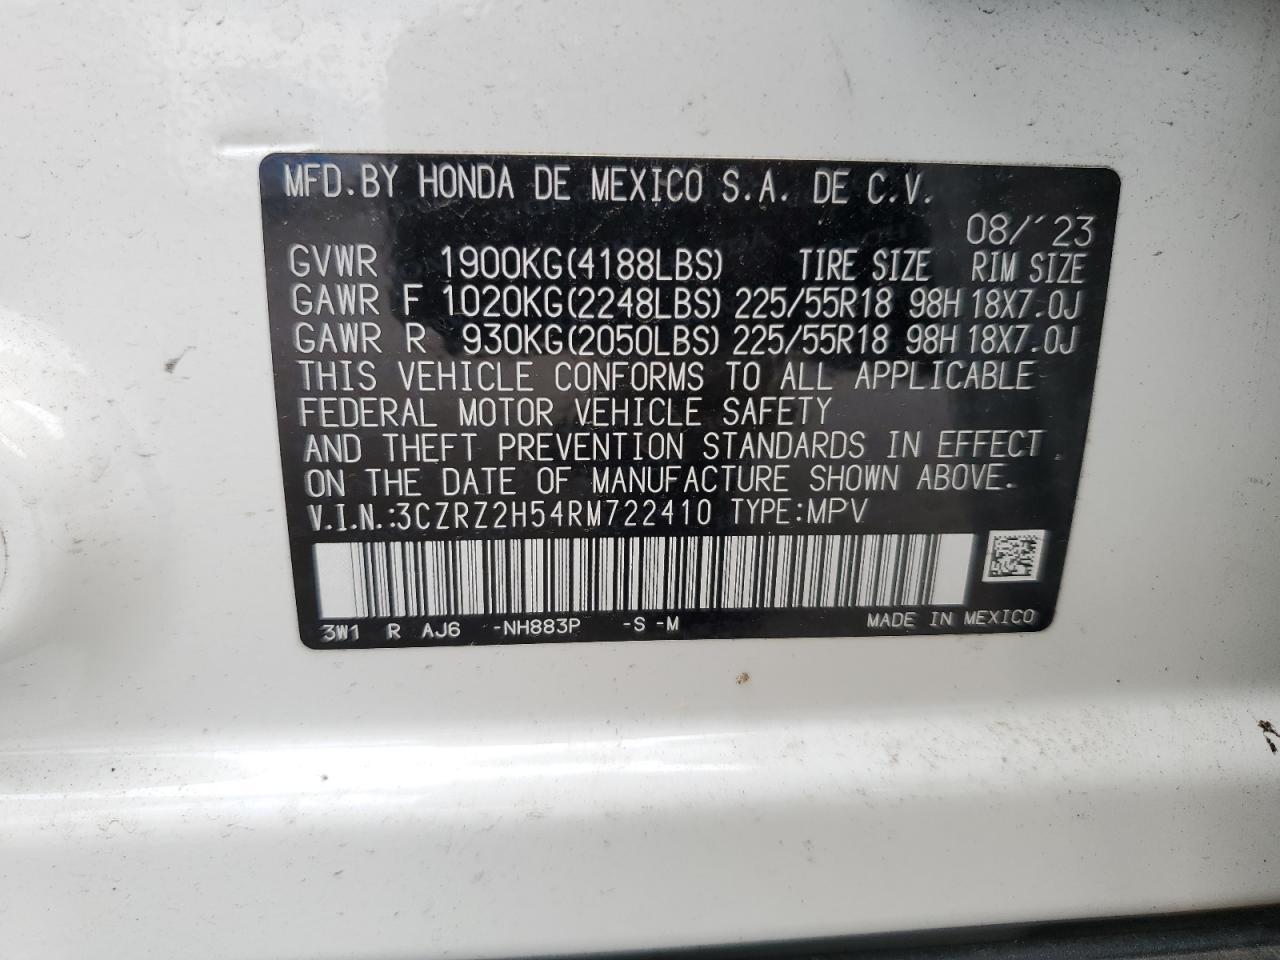 MFD.BY HONDA DE MEXICO S.A. DE C.V.
08/'23
GVWR 1900KG(4188LBS) TIRE SIZE RIM SIZE
GAWR F 1020KG(2248LBS) 225/55R18 98H 18X7.0J
GAWR R 930KG(2050LBS) 225/55R18 98H 18X7.0J
THIS VEHICLE CONFORMS TO ALL APPLICABLE
FEDERAL MOTOR VEHICLE SAFETY
AND THEFT PREVENTION STANDARDS IN EFFECT
ON THE DATE OF MANUFACTURE SHOWN ABOVE.
V.I.N.:3CZRZ2H54RM722410 TYPE:MPV
3W1 R AJ6 -NH883P -S -M MADE IN MEXICO